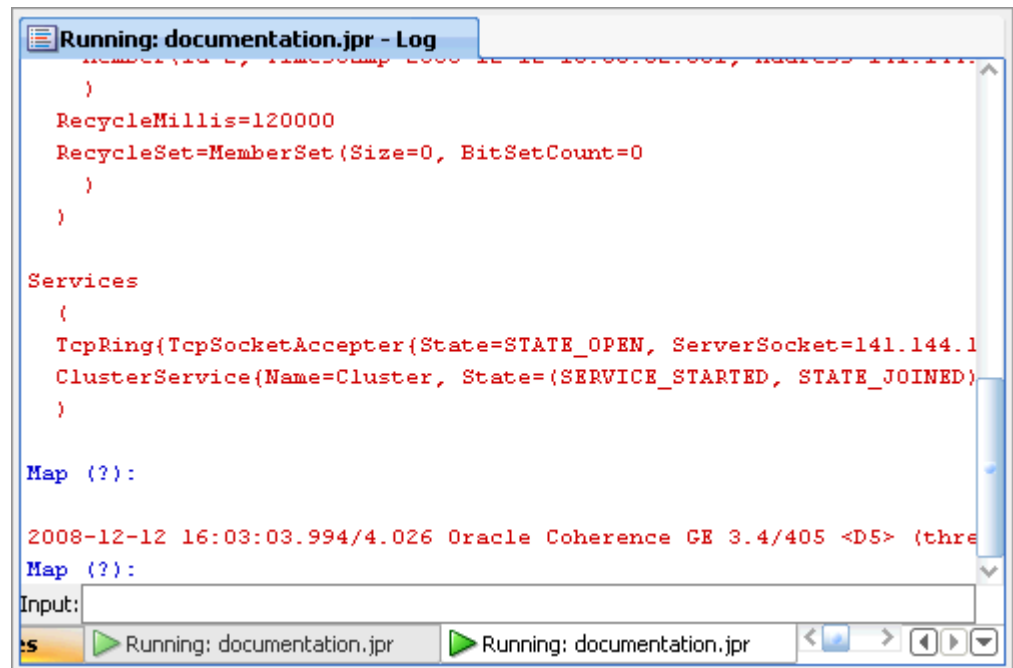 Running: documentation.jpr - Log
)
RecycleMillis=120000
RecycleSet=MemberSet(Size=0, BitSetCount=0
)
)
Services
(
TcpRing{TcpSocketAccepter{State=STATE_OPEN, ServerSocket=141.144.1
ClusterService{Name=Cluster, State=(SERVICE_STARTED, STATE_JOINED)
)
Map (?):
2008-12-12 16:03:03.994/4.026 Oracle Coherence GE 3.4/405 <D5> (thre
Map (?):
Input:
es Running: documentation.jpr Running: documentation.jpr